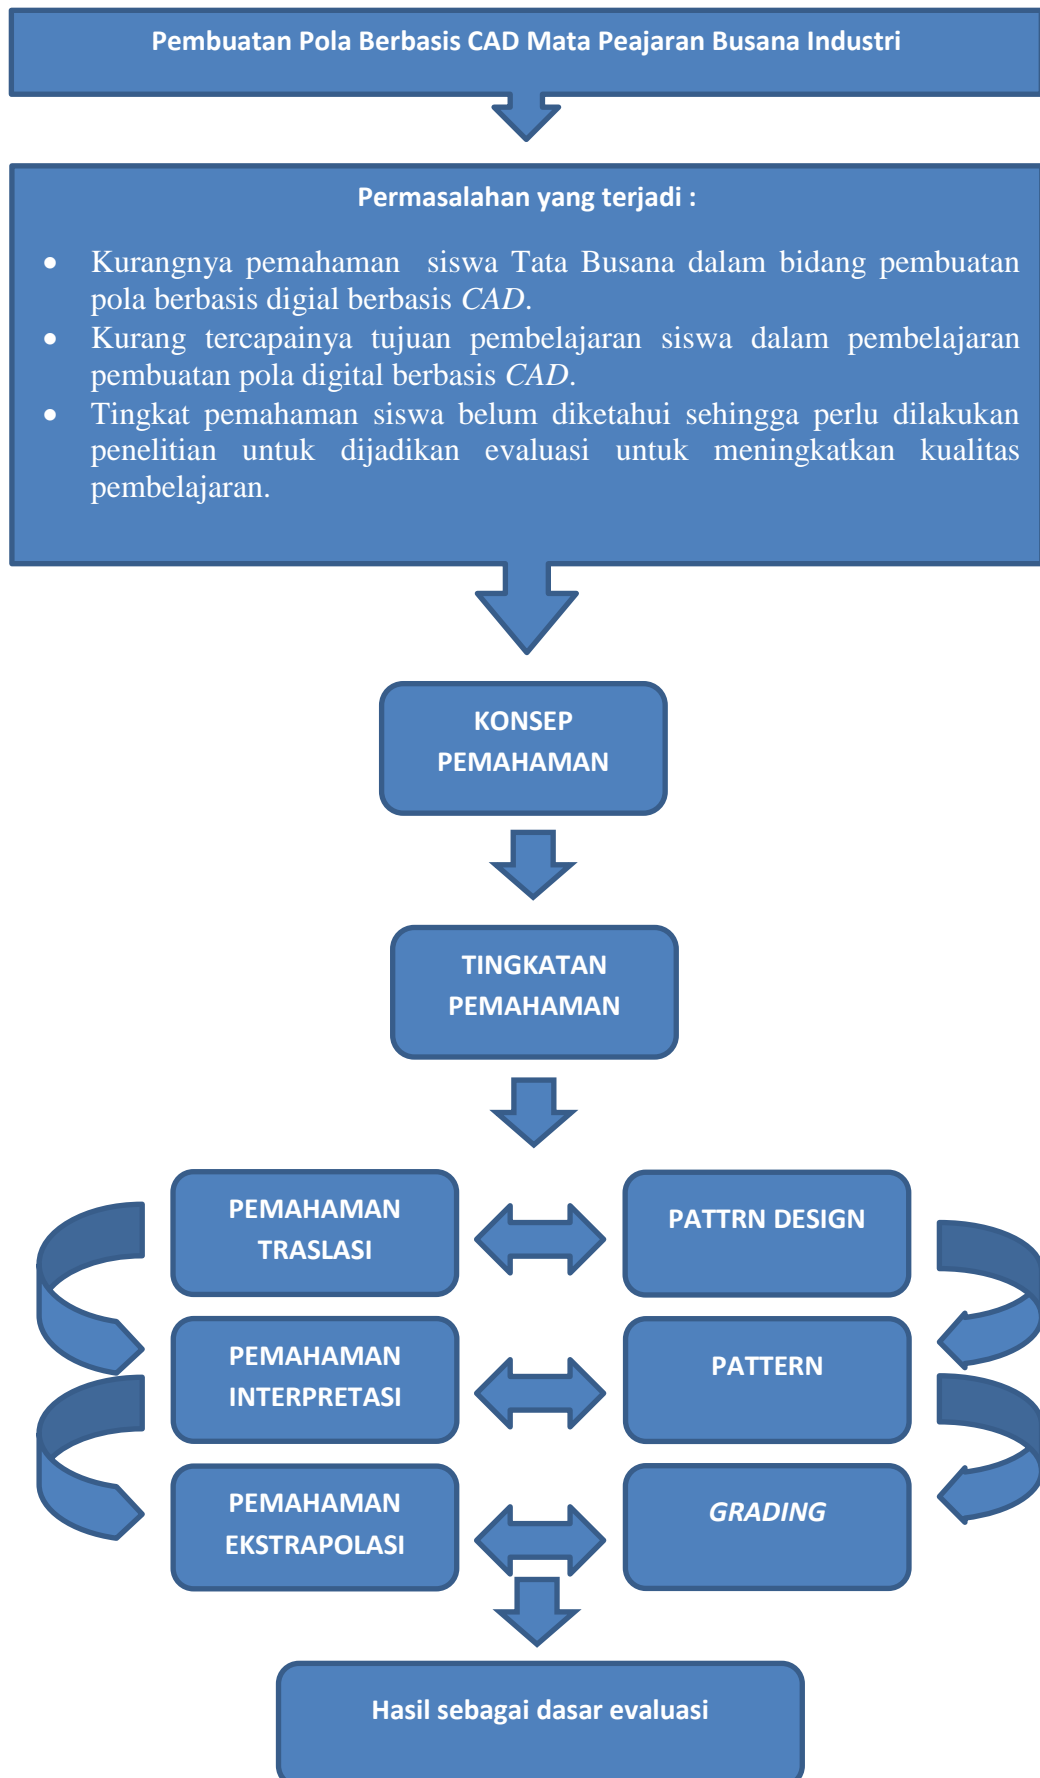 Pembuatan Pola Berbasis CAD Mata Peajaran Busana Industri
Permasalahan yang terjadi :
• Kurangnya pemahaman siswa Tata Busana dalam bidang pembuatan
pola berbasis digial berbasis CAD.
• Kurang tercapainya tujuan pembelajaran siswa dalam pembelajaran
pembuatan pola digital berbasis CAD.
• Tingkat pemahaman siswa belum diketahui sehingga perlu dilakukan
penelitian untuk dijadikan evaluasi untuk meningkatkan kualitas
pembelajaran.
KONSEP
PEMAHAMAN
TINGKATAN
PEMAHAMAN
PEMAHAMAN
TRASLASI
PATTRN DESIGN
PEMAHAMAN
INTERPRETASI
PATTERN
PEMAHAMAN
EKSTRAPOLASI
GRADING
Hasil sebagai dasar evaluasi